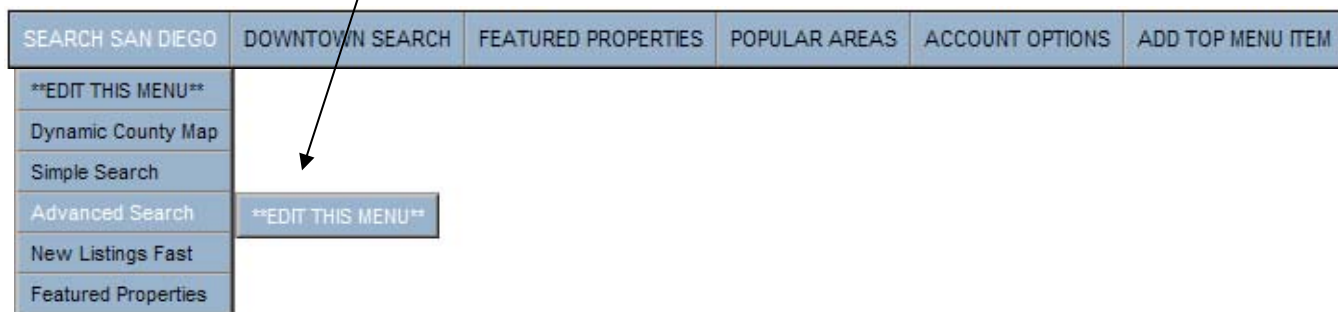 SEARCH SAN DIEGO DOWNTOWN SEARCH FEATURED PROPERTIES POPULAR AREAS ACCOUNT OPTIONS ADD TOP MENU ITEM
**EDIT THIS MENU**
Dynamic County Map
Simple Search
Advanced Search **EDIT THIS MENU**
New Listings Fast
Featured Properties